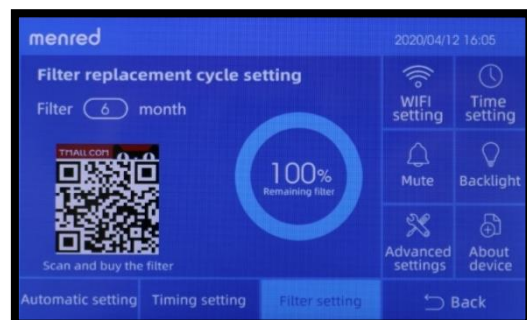 menred
2020/04/12 16:05
Filter replacement cycle setting
Filter 6 month
TMALL.COM
Scan and buy the filter
100%
Remaining filter
WIFI setting
Time setting
Mute
Backlight
Advanced settings
About device
Automatic setting
Timing setting
Filter setting
Back